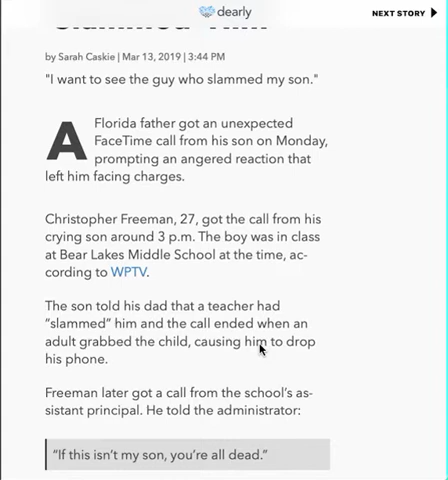 dearly
NEXT STORY
by Sarah Caskie | Mar 13, 2019 | 3:44 PM
"I want to see the guy who slammed my son."
A Florida father got an unexpected
FaceTime call from his son on Monday,
prompting an angered reaction that
left him facing charges.
Christopher Freeman, 27, got the call from his
crying son around 3 p.m. The boy was in class
at Bear Lakes Middle School at the time, ac-
cording to WPTV.
The son told his dad that a teacher had
“slammed” him and the call ended when an
adult grabbed the child, causing him to drop
his phone.
Freeman later got a call from the school’s as-
sistant principal. He told the administrator:
“If this isn’t my son, you’re all dead.”